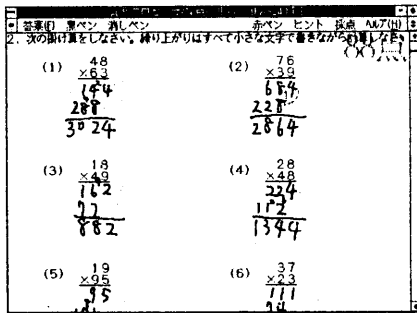 答案(F) 黒ペン 消しペン 赤ペン ヒント 採点 ヘルプ(H)
2. 次の掛け算をしなさい。繰り上がりはすべて小さな文字で書きながら計算しなさい
(1) 48 (2) 76
×63 ×39
144 684
288 228
3024 2864
(3) 18 (4) 28
×49 ×48
162 224
72 112
882 1344
(5) 19 (6) 37
×95 ×23
95 111